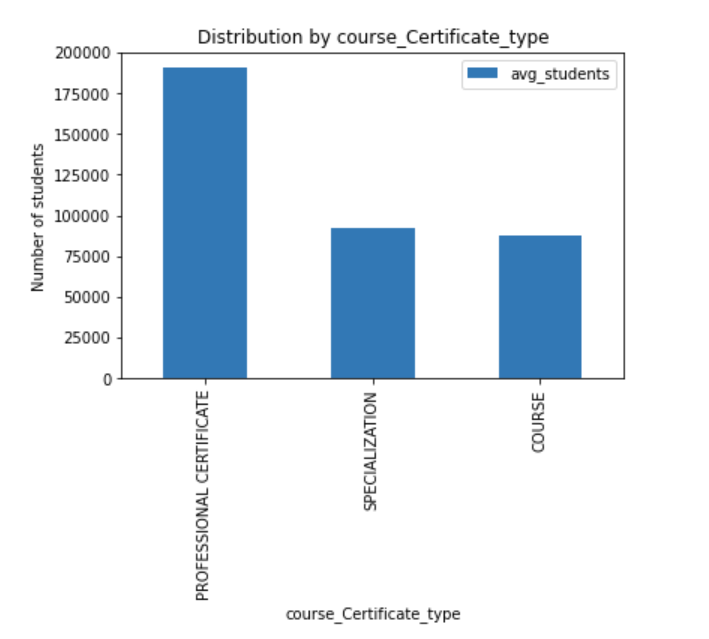 Distribution by course_Certificate_type
200000
175000
150000
125000
100000
75000
50000
25000
0
Number of students
avg_students
PROFESSIONAL CERTIFICATE
SPECIALIZATION
COURSE
course_Certificate_type